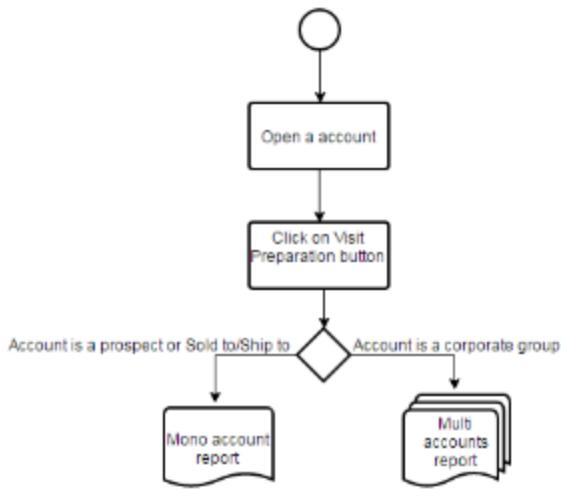 Open a account
Click on Visit
Preparation button
Account is a prospect or Sold to/Ship to
Account is a corporate group
Mono account
report
Multi
accounts
report